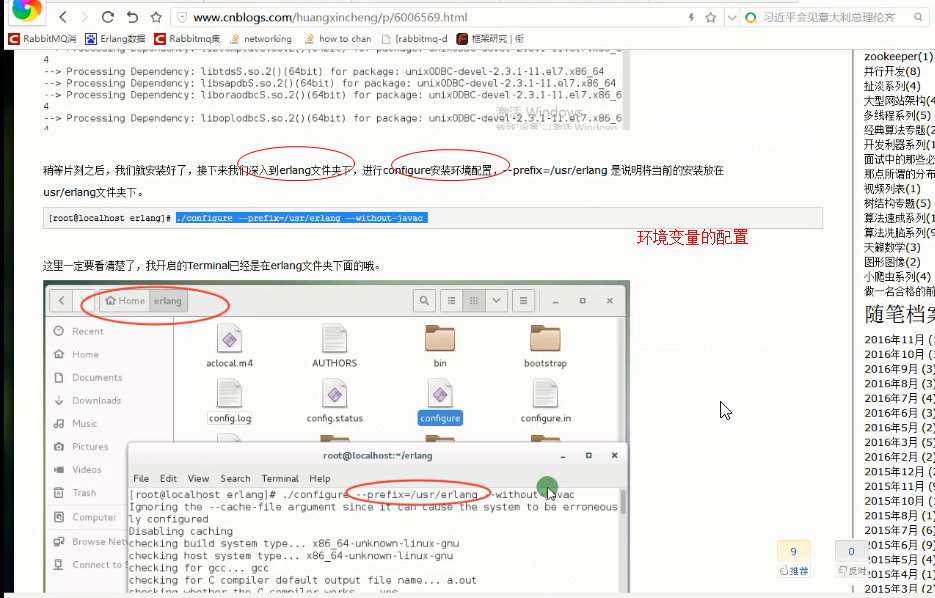 www.cnblogs.com/huangxincheng/p/6006569.html
习近平会见意大利总理伦齐
RabbitMQ消 Erlang数据 Rabbitmq集 networking how to chan [rabbitmq-d 框架研究 | 衔
4
--> Processing Dependency: libtdsS.so.2()(64bit) for package: unixODBC-devel-2.3.1-11.el7.x86_64
--> Processing Dependency: libsapdbS.so.2()(64bit) for package: unixODBC-devel-2.3.1-11.el7.x86_6
4
--> Processing Dependency: liboraodbcS.so.2()(64bit) for package: unixODBC-devel-2.3.1-11.el7.x86_6
4
--> Processing Dependency: liboplodbcS.so.2()(64bit) for package: unixODBC-devel-2.3.1-11.el7.x86_6
激活 Windows
转到"设置"以激活 Windows
稍等片刻之后，我们就安装好了，接下来我们深入到erlang文件夹下，进行configure安装环境配置，--prefix=/usr/erlang 是说明将当前的安装放在
usr/erlang文件夹下。
[root@localhost erlang]# ./configure --prefix=/usr/erlang --without-javac
环境变量的配置
这里一定要看清楚了，我开启的Terminal已经是在erlang文件夹下面的哦。
Home erlang
Recent
Home
Documents
Downloads
Music
Pictures
Videos
Trash
Computer
Browse Net
Connect to
aclocal.m4 AUTHORS bin bootstrap
config.log config.status configure configure.in
root@localhost:~/erlang
File Edit View Search Terminal Help
[root@localhost erlang]# ./configure --prefix=/usr/erlang --without-javac
Ignoring the --cache-file argument since it can cause the system to be erroneous
ly configured
Disabling caching
checking build system type... x86_64-unknown-linux-gnu
checking host system type... x86_64-unknown-linux-gnu
checking for gcc... gcc
checking for C compiler default output file name... a.out
checking whether the C compiler works... yes
9
推荐
0
反对
zookeeper(1)
并行开发(8)
扯淡系列(4)
大型网站架构(4
多线程系列(5)
经典算法专题(2
开发利器系列(1
面试中的那些必
那点所谓的分布
视频列表(1)
树结构专题(5)
算法速成系列(1
算法洗脑系列(9
天籁数学(3)
图形图像(2)
小爬虫系列(4)
做一名合格的前
随笔档案
2016年11月 (1
2016年10月 (1
2016年9月 (3)
2016年8月 (3)
2016年7月 (4)
2016年6月 (3)
2016年5月 (2)
2016年3月 (5)
2016年2月 (2)
2015年12月 (2
2015年11月 (9
2015年10月 (1
2015年8月 (1)
2015年7月 (6)
2015年6月 (9)
2015年5月 (4)
2015年4月 (1)
2015年3月 (2)